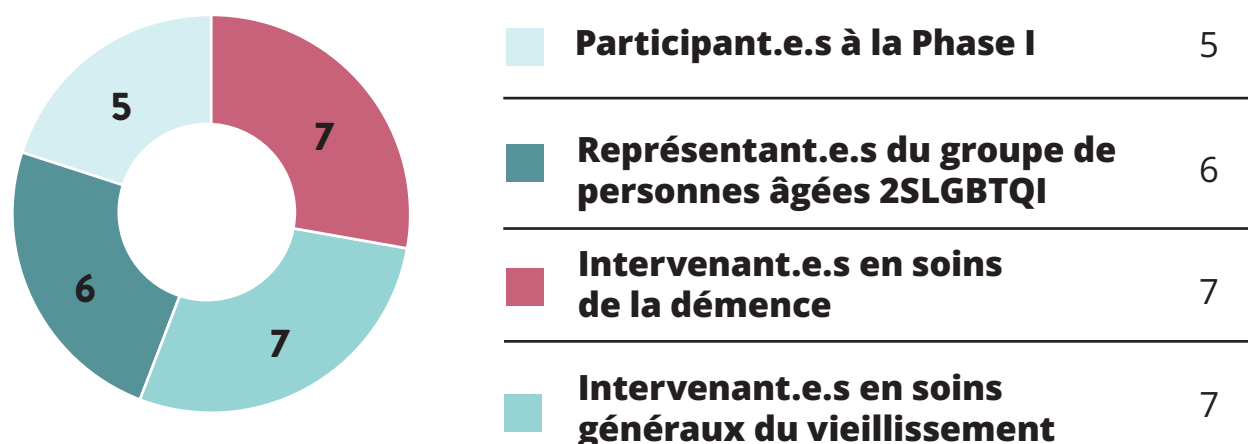 5
7
6
7
Participant.e.s à la Phase I 5
Représentant.e.s du groupe de
personnes âgées 2SLGBTQI 6
Intervenant.e.s en soins
de la démence 7
Intervenant.e.s en soins
généraux du vieillissement 7